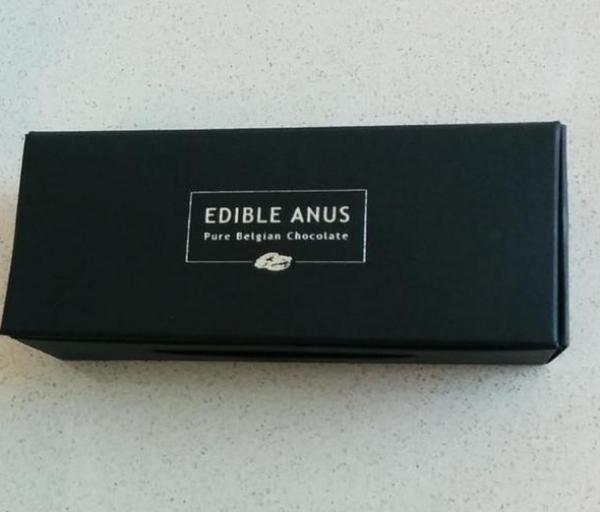 EDIBLE ANUS
Pure Belgian Chocolate